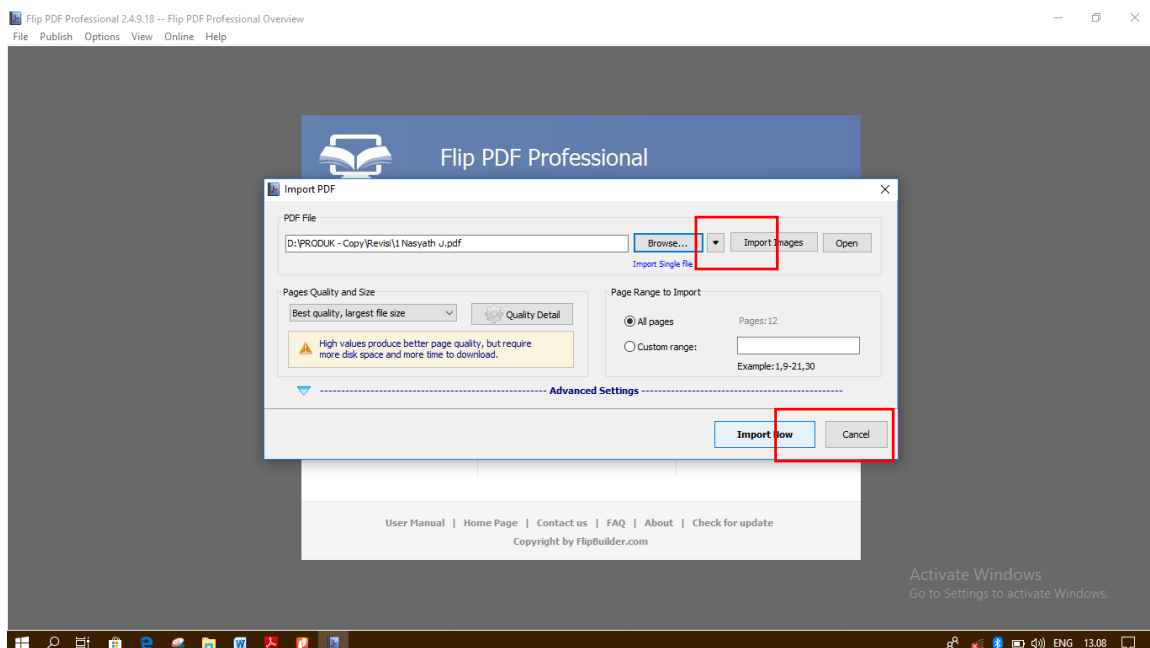 Flip PDF Professional 2.4.9.18 -- Flip PDF Professional Overview
File Publish Options View Online Help
Flip PDF Professional
Import PDF
PDF File
D:\PRODUK - Copy\Revisi\1 Nasyath ن.pdf
Browse... Import Images Open
Import Single file
Pages Quality and Size
Best quality, largest file size
Quality Detail
High values produce better page quality, but require
more disk space and more time to download.
Page Range to Import
All pages Pages:12
Custom range:
Example:1,9-21,30
Advanced Settings
Import Now Cancel
User Manual | Home Page | Contact us | FAQ | About | Check for update
Copyright by FlipBuilder.com
Activate Windows
Go to Settings to activate Windows.
ENG 13.08